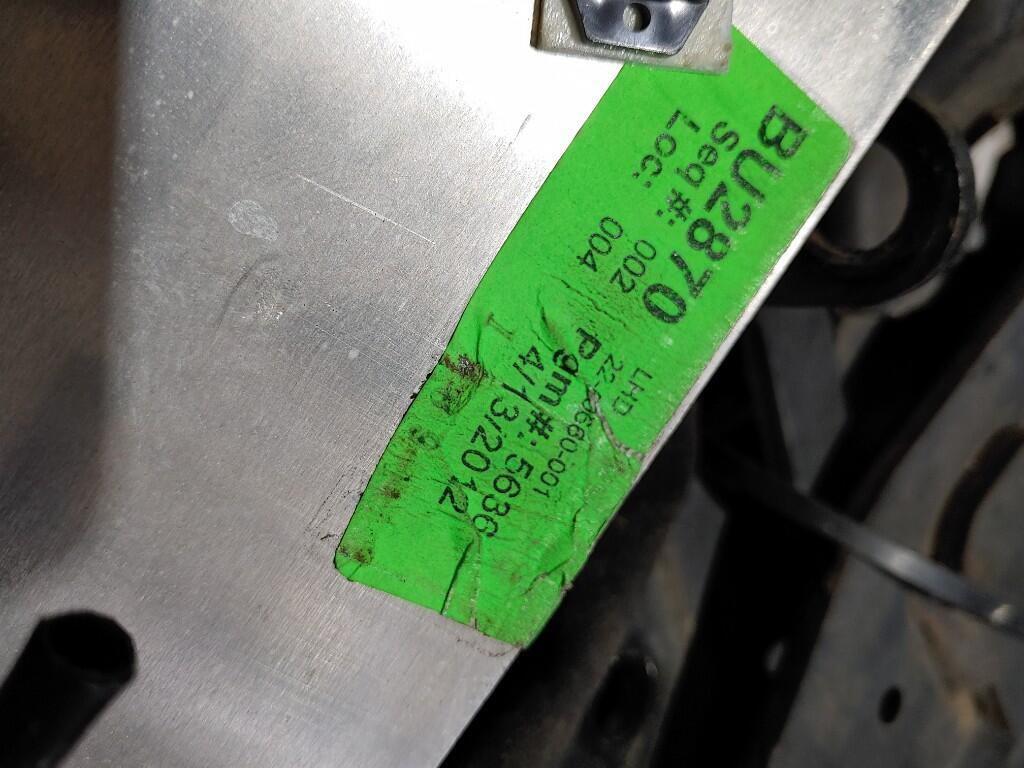 BU2870
Seq #: 002
LOC: 004
LHD
Pgm#: 5636
4/13/2012